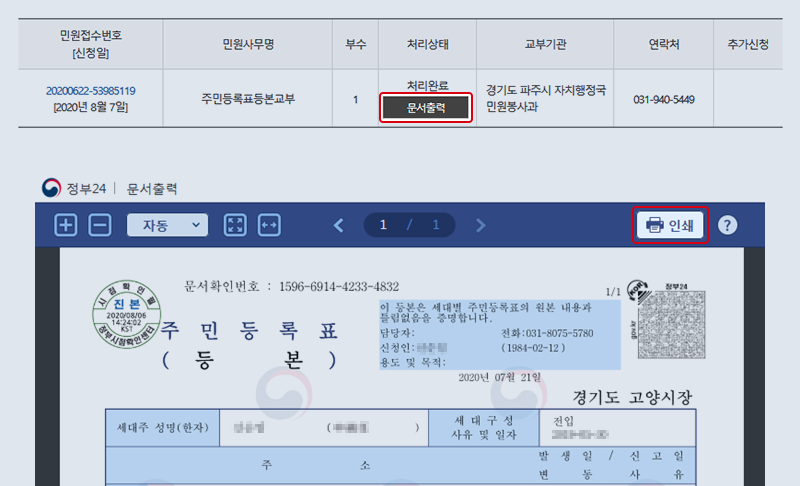 민원접수번호 [신청일] 민원사무명 부수 처리상태 교부기관 연락처 추가신청
20200622-53985119
[2020년 8월 7일]
주민등록표등본교부
1
처리완료
문서출력
경기도 파주시 자치행정국
민원봉사과
031-940-5449
정부24 | 문서출력
자동
1 / 1
인쇄
?
문서확인번호 : 1596-6914-4233-4832
1/1
시점확인필
진본
2020/08/06
14:24:02
KST
정부시점확인센터
주 민 등 록 표
( 등 본 )
이 등본은 세대별 주민등록표의 원본 내용과
틀림없음을 증명합니다.
담당자: 전화:031-8075-5780
신청인: (1984-02-12 )
용도 및 목적:
2020년 07월 21일
정부24
gov.kr
경기도 고양시장
세대주 성명(한자) ( )
세 대 구 성
사유 및 일자
전입
주 소
발 생 일 / 신 고 일
변 동 사 유